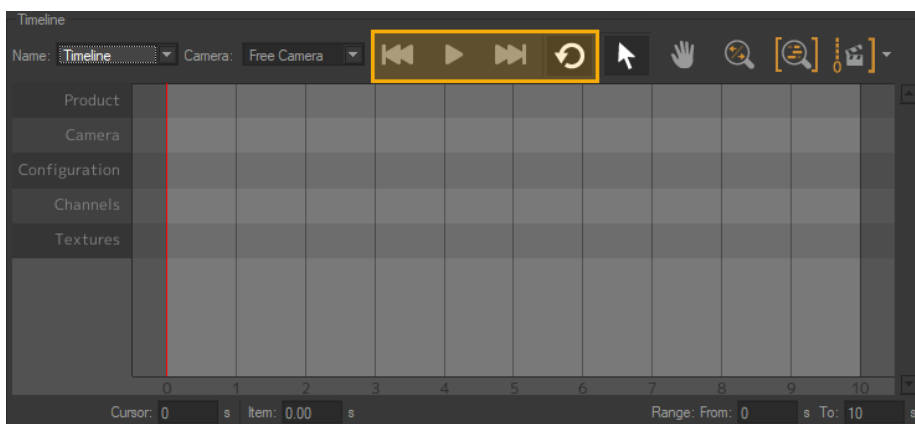 Timeline
Name: Timeline Camera: Free Camera
Product
Camera
Configuration
Channels
Textures
0 1 2 3 4 5 6 7 8 9 10
Cursor: 0 s Item: 0.00 s Range: From: 0 s To: 10 s